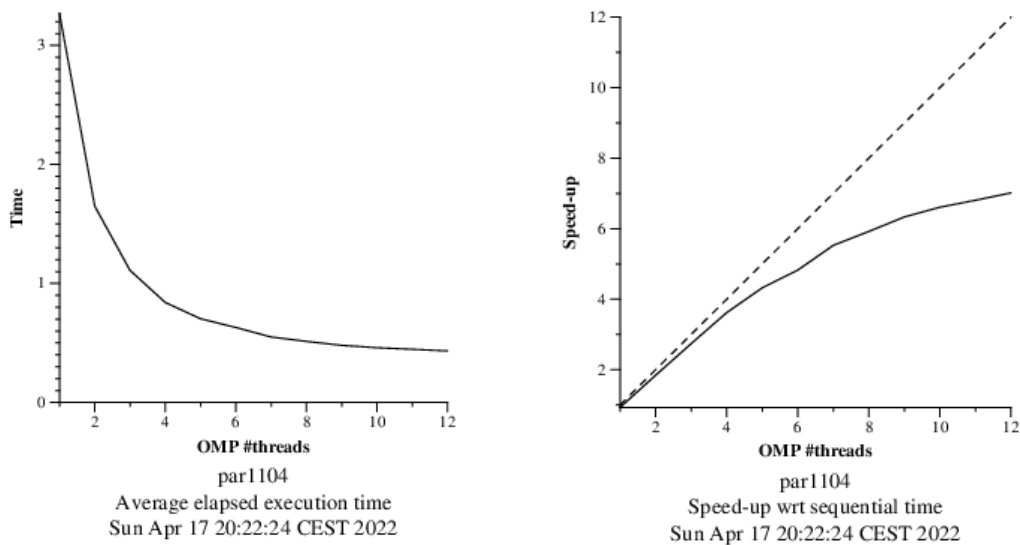 3
2
1
0
Time
2 4 6 8 10 12
OMP #threads
par1104
Average elapsed execution time
Sun Apr 17 20:22:24 CEST 2022
12
10
8
6
4
2
Speed-up
2 4 6 8 10 12
OMP #threads
par1104
Speed-up wrt sequential time
Sun Apr 17 20:22:24 CEST 2022